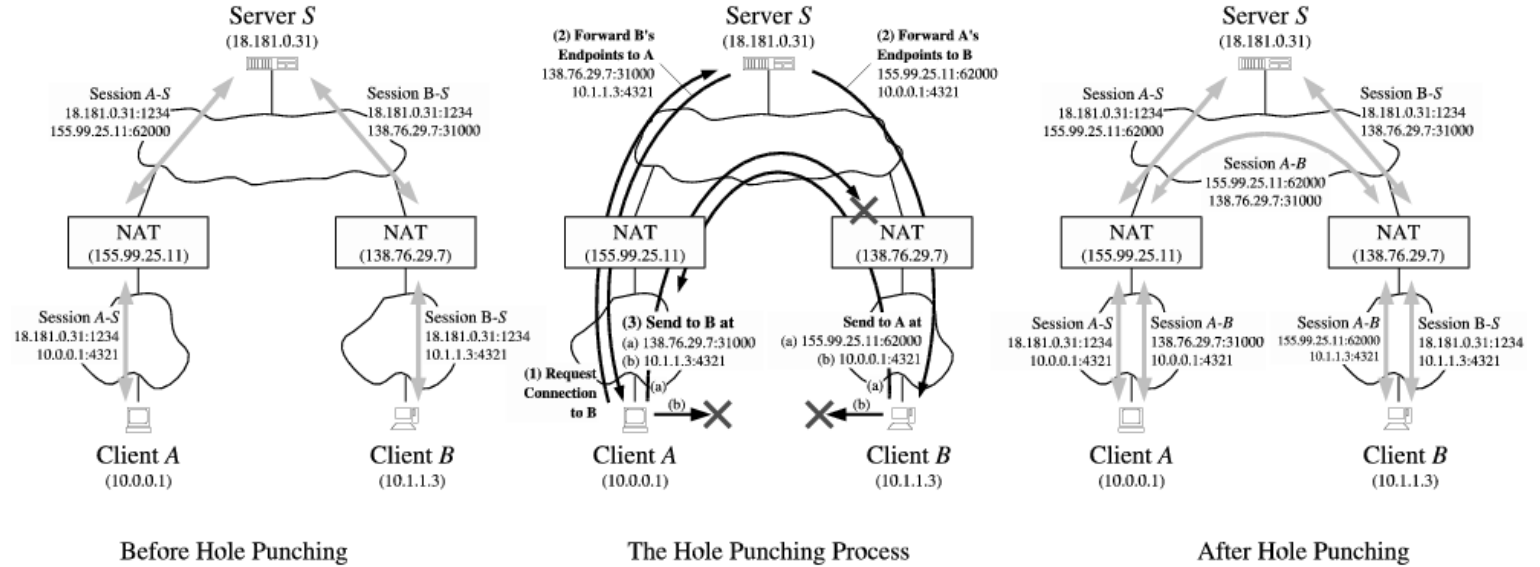 Server S
(18.181.0.31)
Session A-S
18.181.0.31:1234
155.99.25.11:62000
Session B-S
18.181.0.31:1234
138.76.29.7:31000
NAT
(155.99.25.11)
NAT
(138.76.29.7)
Session A-S
18.181.0.31:1234
10.0.0.1:4321
Session B-S
18.181.0.31:1234
10.1.1.3:4321
Client A
(10.0.0.1)
Client B
(10.1.1.3)
Before Hole Punching
Server S
(18.181.0.31)
(2) Forward B's
Endpoints to A
138.76.29.7:31000
10.1.1.3:4321
(2) Forward A's
Endpoints to B
155.99.25.11:62000
10.0.0.1:4321
NAT
(155.99.25.11)
NAT
(138.76.29.7)
(3) Send to B at
(a) 138.76.29.7:31000
(b) 10.1.1.3:4321
Send to A at
(a) 155.99.25.11:62000
(b) 10.0.0.1:4321
(1) Request
Connection
to B
(a)
(b)
(a)
(b)
Client A
(10.0.0.1)
Client B
(10.1.1.3)
The Hole Punching Process
Server S
(18.181.0.31)
Session A-S
18.181.0.31:1234
155.99.25.11:62000
Session B-S
18.181.0.31:1234
138.76.29.7:31000
Session A-B
155.99.25.11:62000
138.76.29.7:31000
NAT
(155.99.25.11)
NAT
(138.76.29.7)
Session A-S
18.181.0.31:1234
10.0.0.1:4321
Session A-B
138.76.29.7:31000
10.0.0.1:4321
Session A-B
155.99.25.11:62000
10.1.1.3:4321
Session B-S
18.181.0.31:1234
10.1.1.3:4321
Client A
(10.0.0.1)
Client B
(10.1.1.3)
After Hole Punching